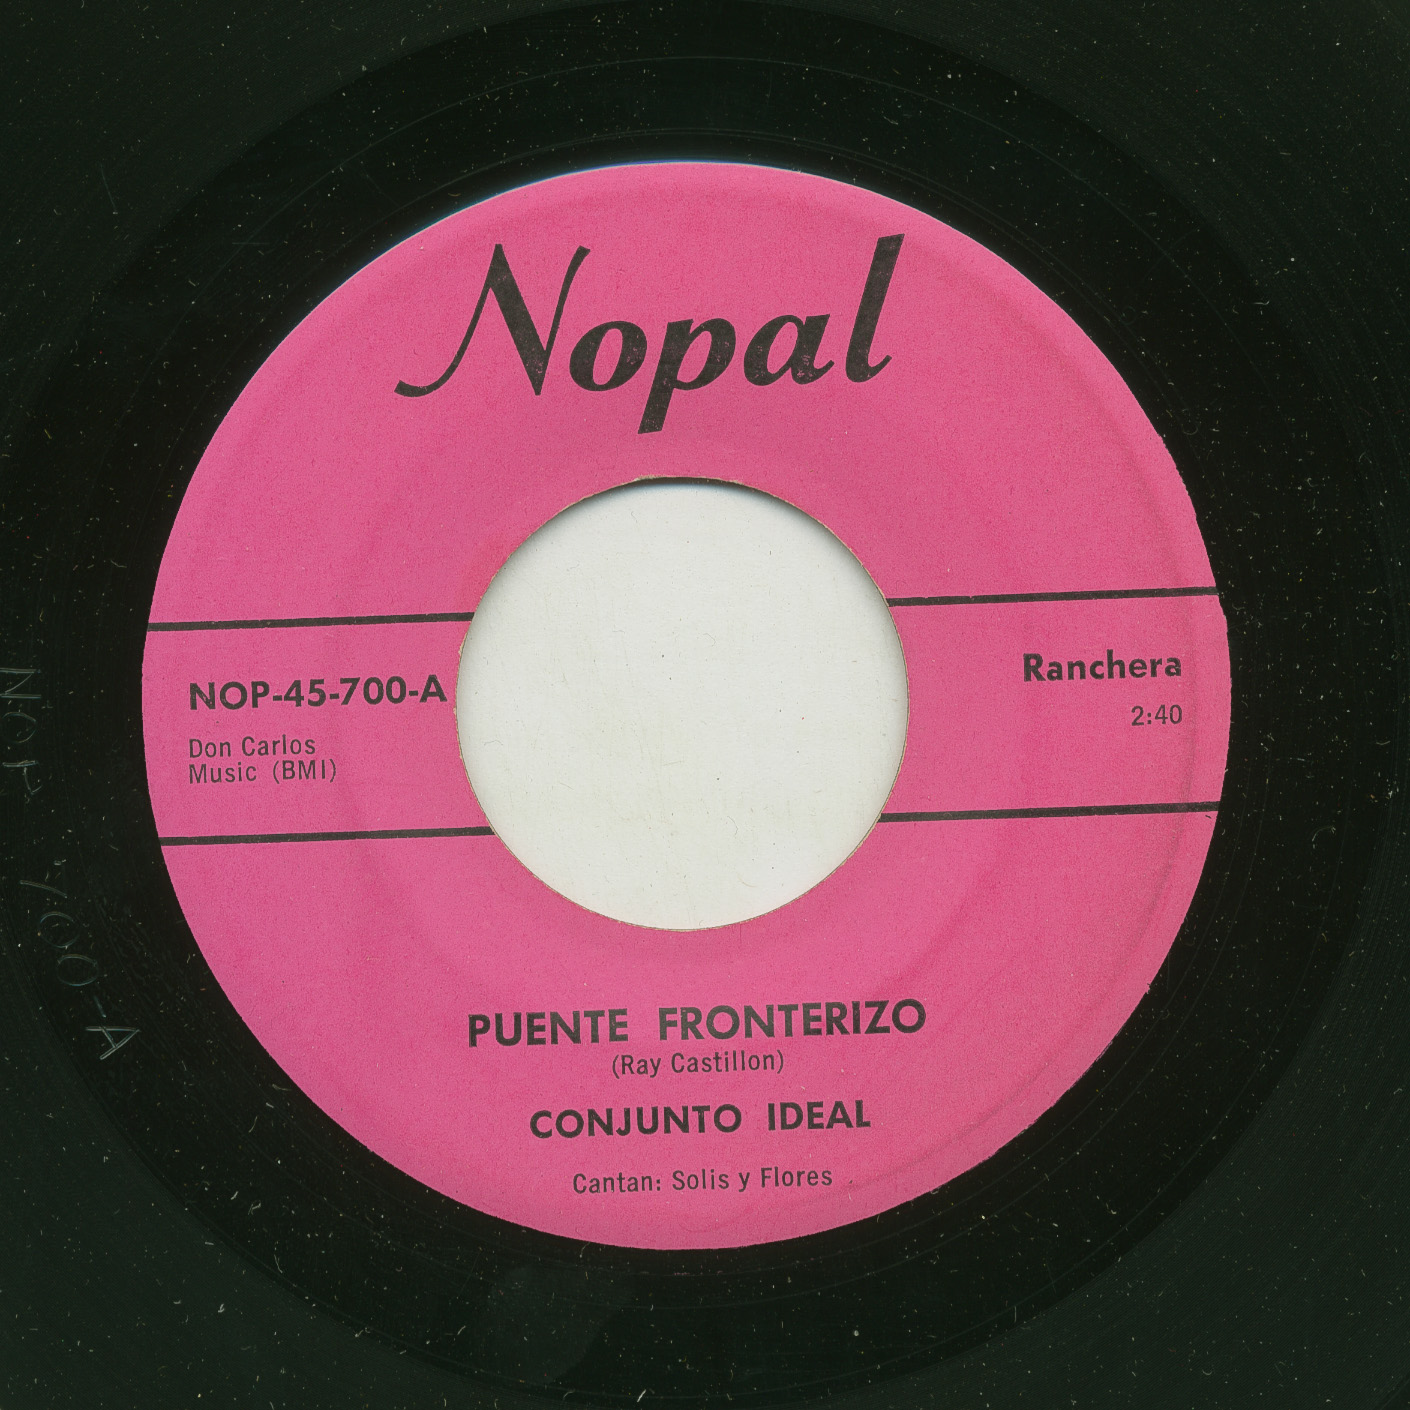 Nopal
NOP-45-700-A
Don Carlos
Music (BMI)
Ranchera
2:40
PUENTE FRONTERIZO
(Ray Castillon)
CONJUNTO IDEAL
Cantan: Solis y Flores
NOP-700-A